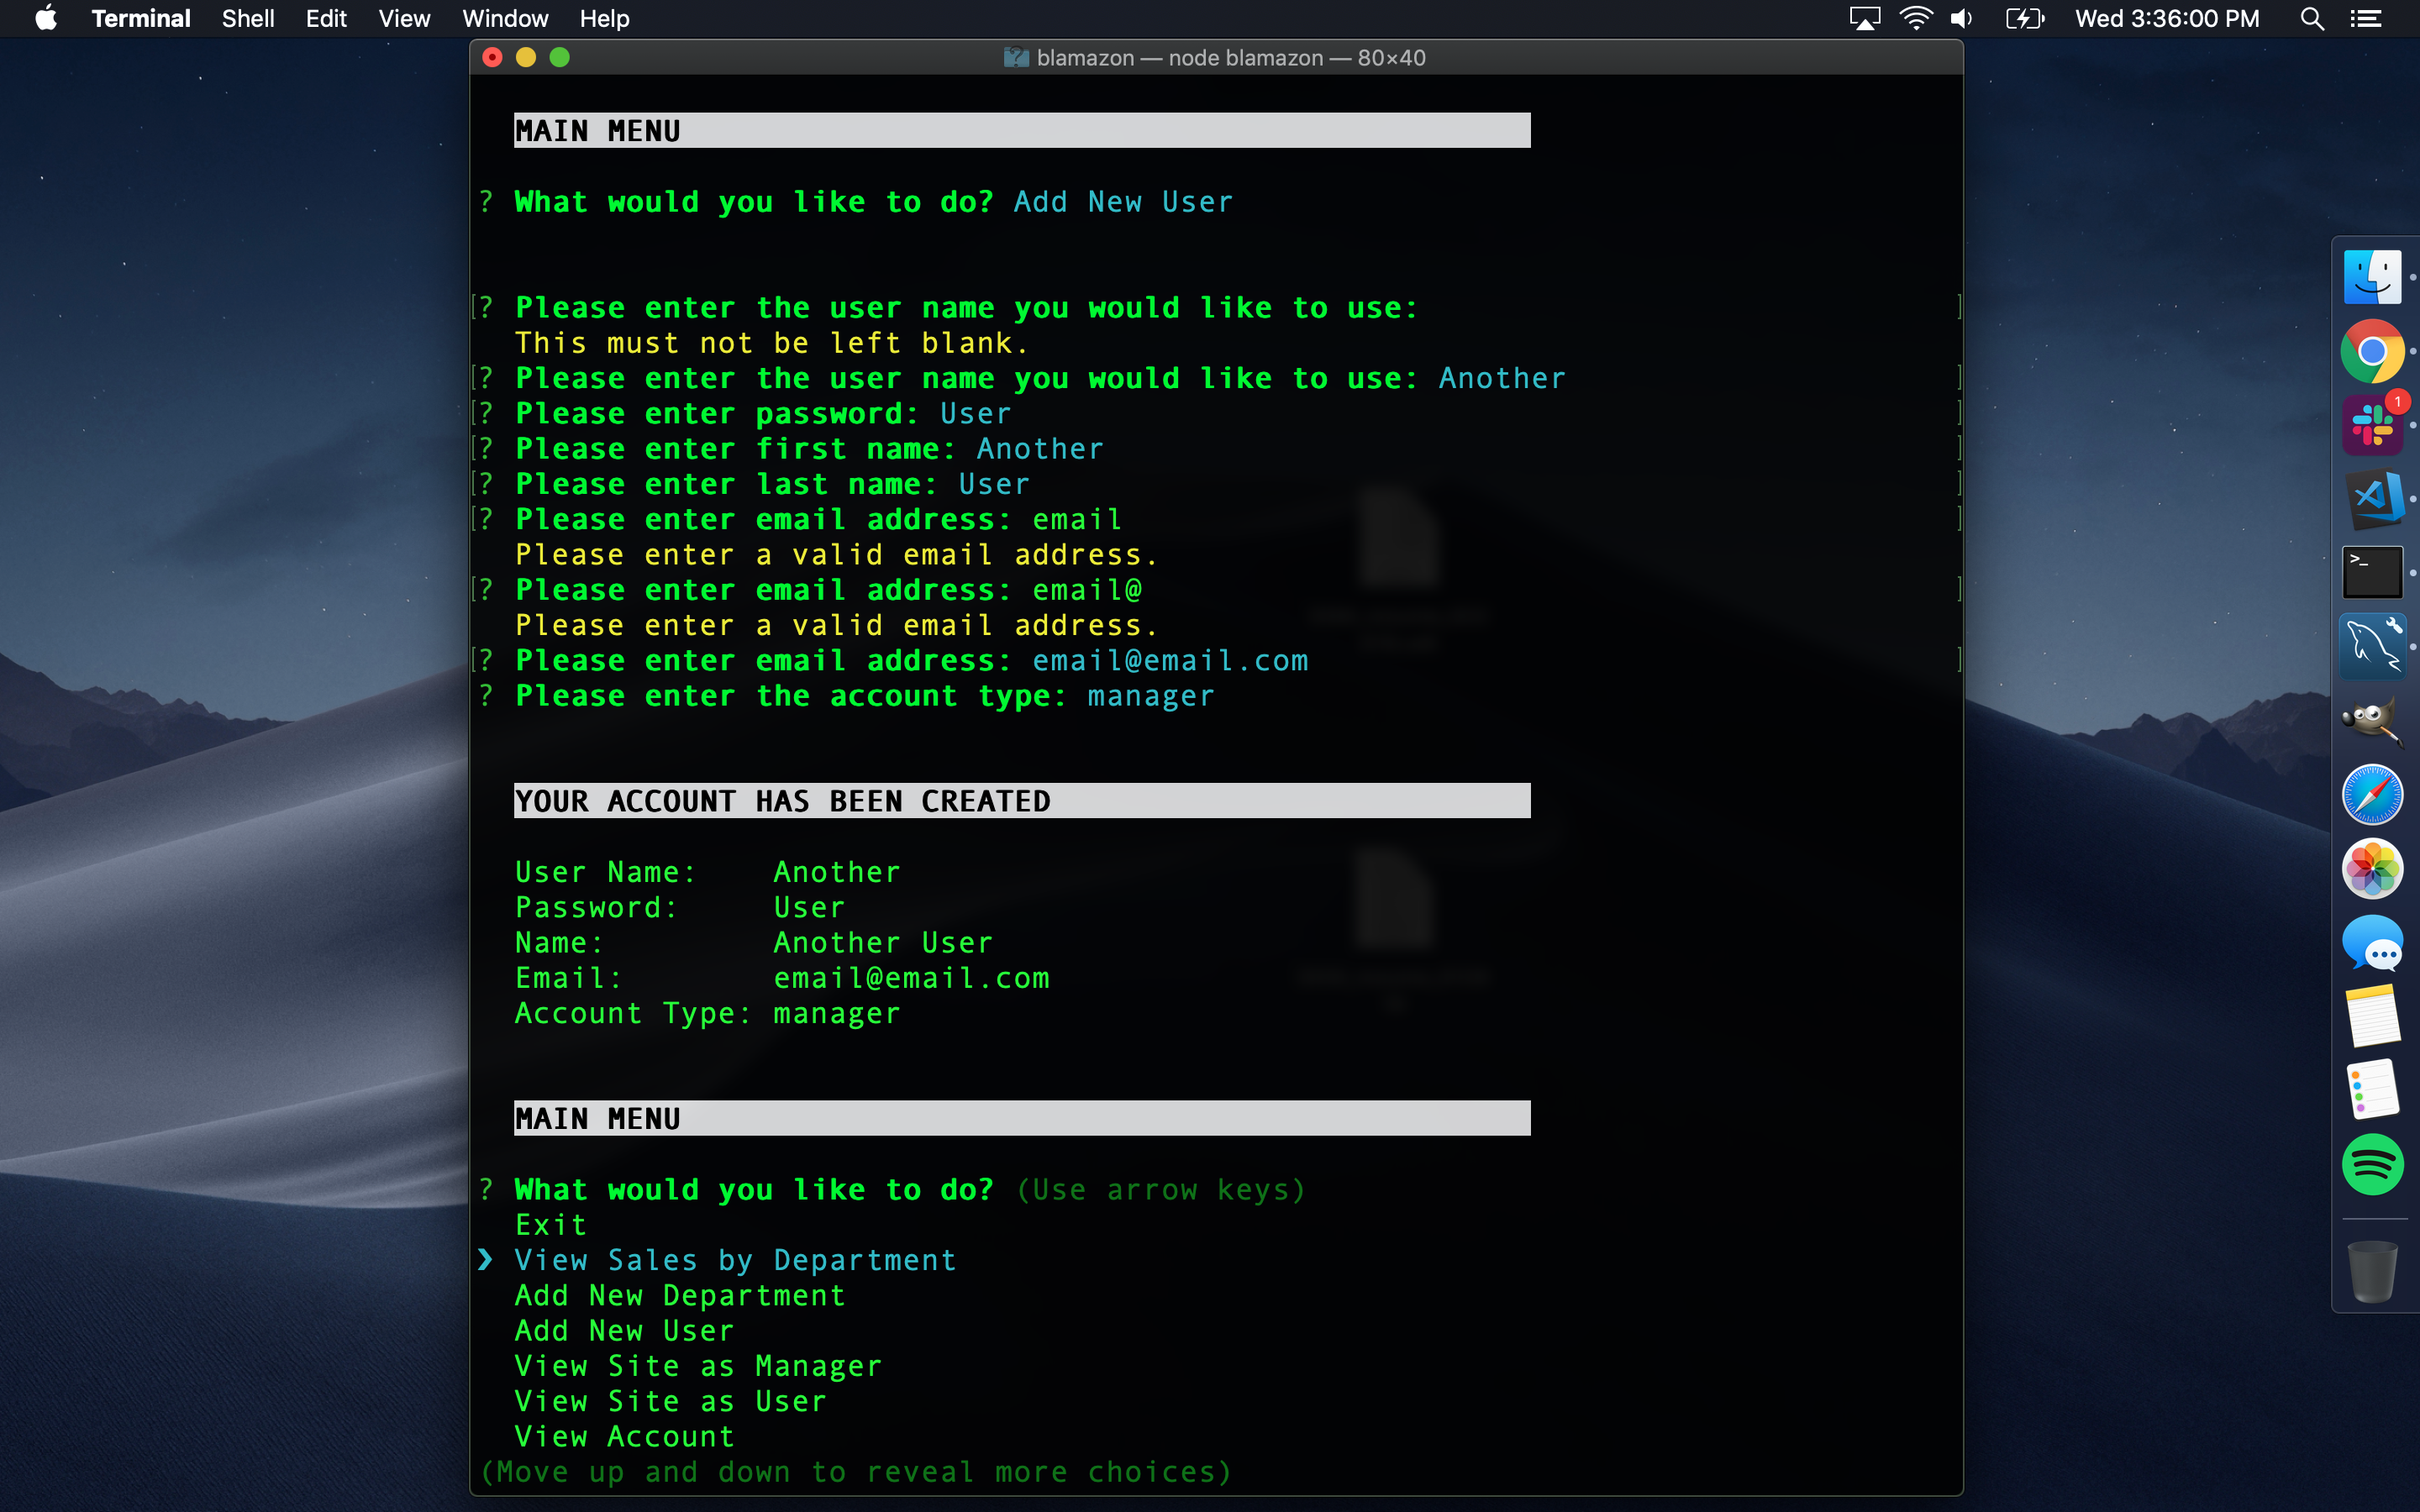 Terminal Shell Edit View Window Help Wed 3:36:00 PM
blamazon — node blamazon — 80×40
MAIN MENU
? What would you like to do? Add New User
[? Please enter the user name you would like to use: ]
This must not be left blank.
[? Please enter the user name you would like to use: Another ]
[? Please enter password: User ]
[? Please enter first name: Another ]
[? Please enter last name: User ]
[? Please enter email address: email ]
Please enter a valid email address.
[? Please enter email address: email@ ]
Please enter a valid email address.
[? Please enter email address: email@email.com ]
? Please enter the account type: manager
YOUR ACCOUNT HAS BEEN CREATED
User Name: Another
Password: User
Name: Another User
Email: email@email.com
Account Type: manager
MAIN MENU
? What would you like to do? (Use arrow keys)
Exit
❯ View Sales by Department
Add New Department
Add New User
View Site as Manager
View Site as User
View Account
(Move up and down to reveal more choices)
1
>_